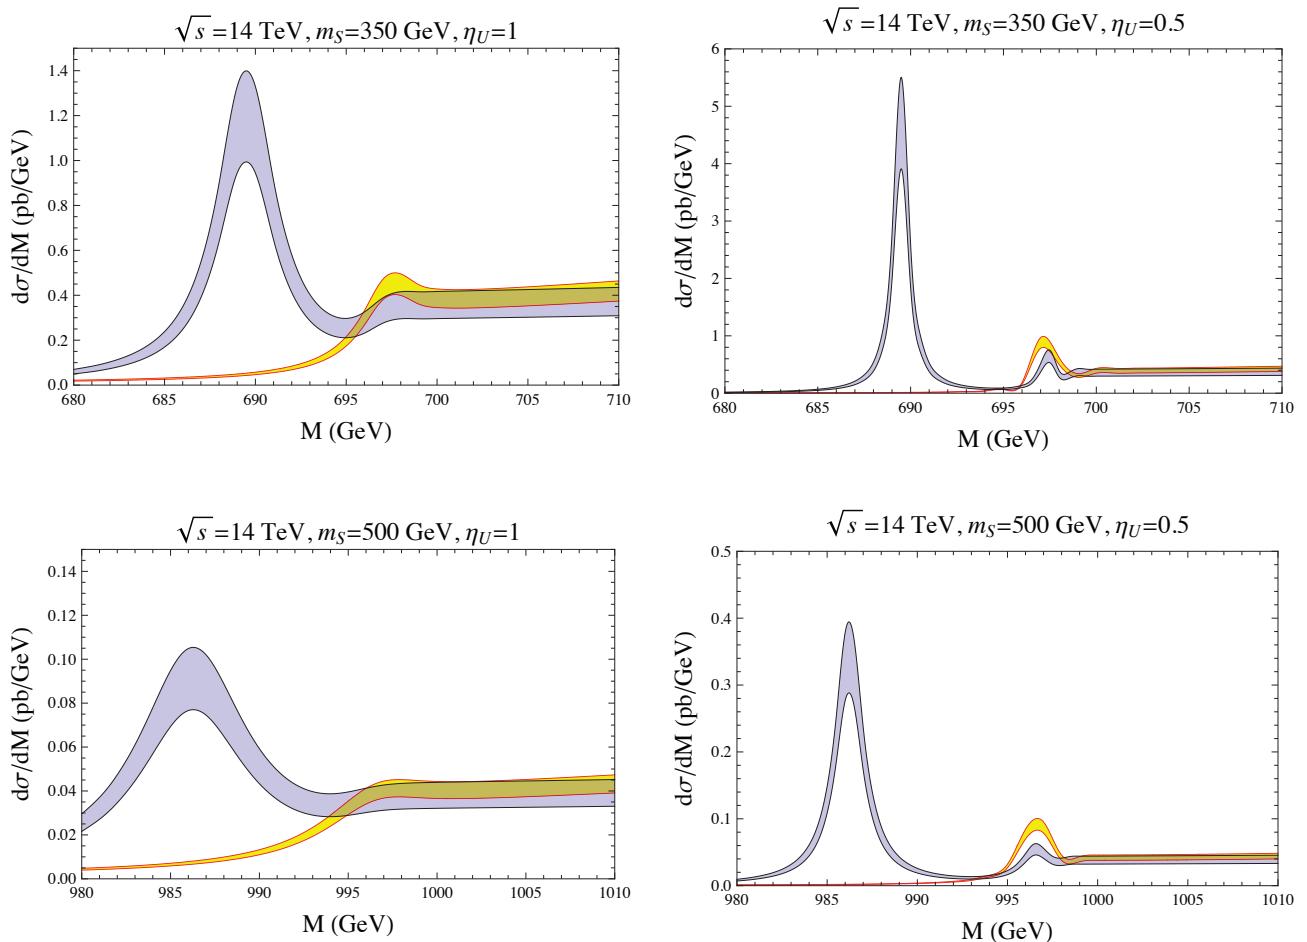 √s =14 TeV, m_S=350 GeV, η_U=1
dσ/dM (pb/GeV)
1.4
1.2
1.0
0.8
0.6
0.4
0.2
0.0
680 685 690 695 700 705 710
M (GeV)
√s =14 TeV, m_S=350 GeV, η_U=0.5
dσ/dM (pb/GeV)
6
5
4
3
2
1
0
680 685 690 695 700 705 710
M (GeV)
√s =14 TeV, m_S=500 GeV, η_U=1
dσ/dM (pb/GeV)
0.14
0.12
0.10
0.08
0.06
0.04
0.02
0.00
980 985 990 995 1000 1005 1010
M (GeV)
√s =14 TeV, m_S=500 GeV, η_U=0.5
dσ/dM (pb/GeV)
0.5
0.4
0.3
0.2
0.1
0.0
980 985 990 995 1000 1005 1010
M (GeV)